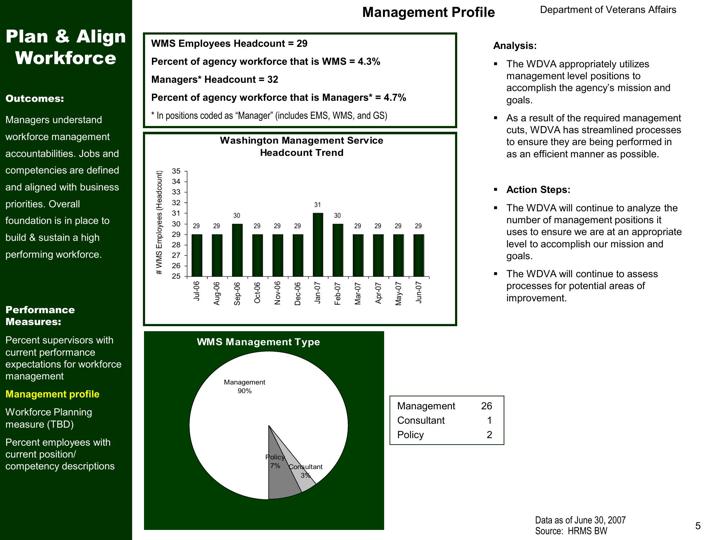 Management Profile
Department of Veterans Affairs
Plan & Align
Workforce
Outcomes:
Managers understand
workforce management
accountabilities. Jobs and
competencies are defined
and aligned with business
priorities. Overall
foundation is in place to
build & sustain a high
performing workforce.
Performance
Measures:
Percent supervisors with
current performance
expectations for workforce
management
Management profile
Workforce Planning
measure (TBD)
Percent employees with
current position/
competency descriptions
WMS Employees Headcount = 29
Percent of agency workforce that is WMS = 4.3%
Managers* Headcount = 32
Percent of agency workforce that is Managers* = 4.7%
* In positions coded as “Manager” (includes EMS, WMS, and GS)
Washington Management Service
Headcount Trend
# WMS Employees (Headcount)
35
34
33
32
31
30
29
28
27
26
25
29 29 30 29 29 29 31 30 29 29 29 29
Jul-06 Aug-06 Sep-06 Oct-06 Nov-06 Dec-06 Jan-07 Feb-07 Mar-07 Apr-07 May-07 Jun-07
WMS Management Type
Management
90%
Policy
7%
Consultant
3%
Management 26
Consultant 1
Policy 2
Analysis:
▪ The WDVA appropriately utilizes
management level positions to
accomplish the agency’s mission and
goals.
▪ As a result of the required management
cuts, WDVA has streamlined processes
to ensure they are being performed in
as an efficient manner as possible.
▪ Action Steps:
▪ The WDVA will continue to analyze the
number of management positions it
uses to ensure we are at an appropriate
level to accomplish our mission and
goals.
▪ The WDVA will continue to assess
processes for potential areas of
improvement.
Data as of June 30, 2007
Source: HRMS BW
5